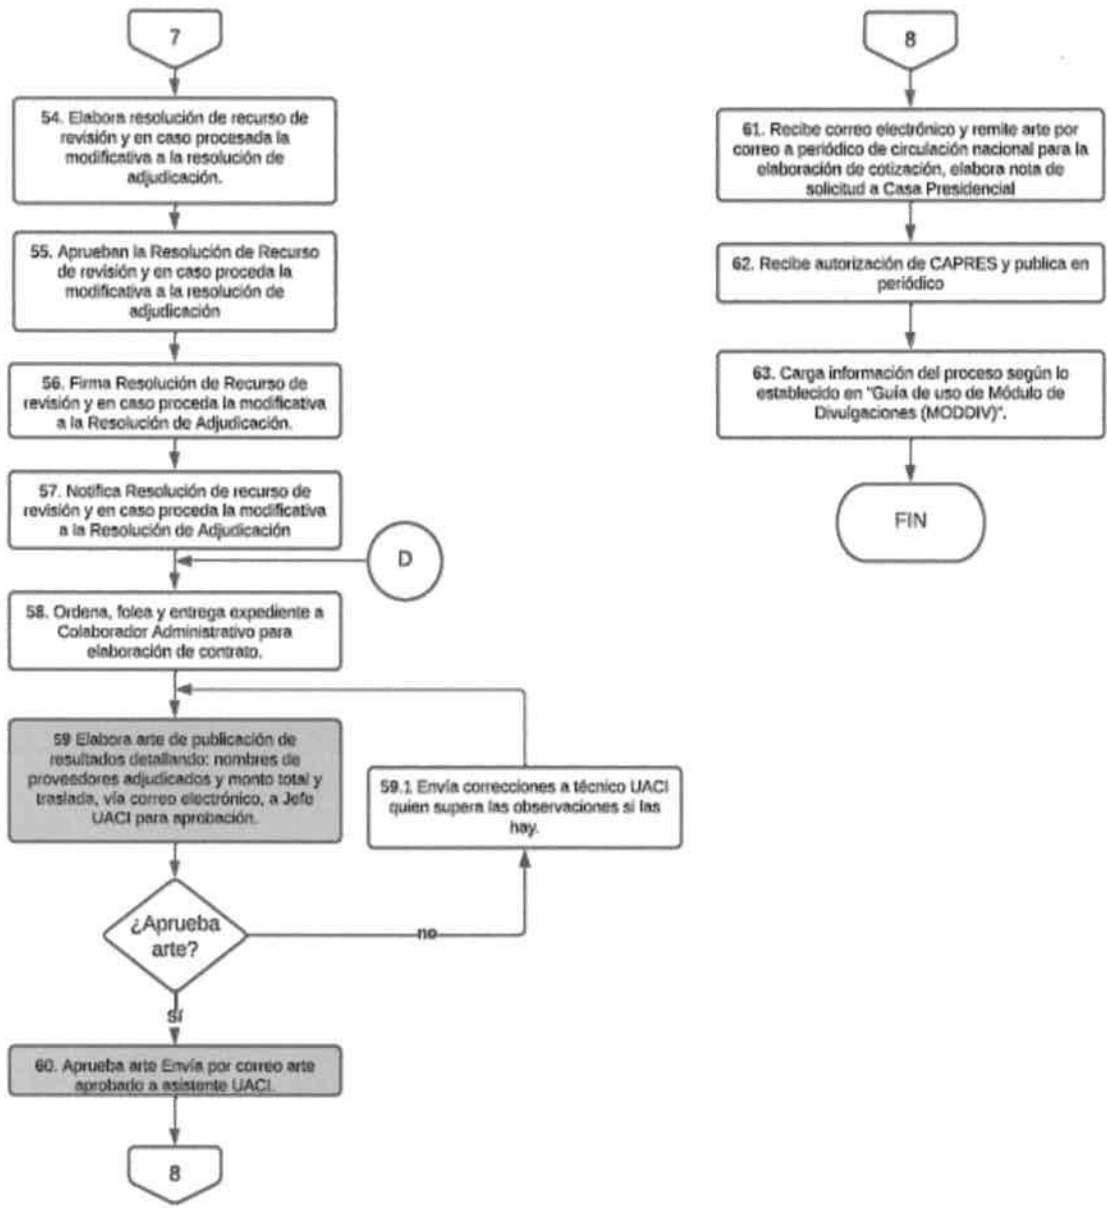 7
54. Elabora resolución de recurso de
revisión y en caso procesada la
modificativa a la resolución de
adjudicación.
55. Aprueban la Resolución de Recurso
de revisión y en caso proceda la
modificativa a la resolución de
adjudicación
56. Firma Resolución de Recurso de
revisión y en caso proceda la modificativa
a la Resolución de Adjudicación.
57. Notifica Resolución de recurso de
revisión y en caso proceda la modificativa
a la Resolución de Adjudicación
D
58. Ordena, folea y entrega expediente a
Colaborador Administrativo para
elaboración de contrato.
59 Elabora arte de publicación de
resultados detallando: nombres de
proveedores adjudicados y monto total y
traslada, vía correo electrónico, a Jefe
UACI para aprobación.
59.1 Envía correcciones a técnico UACI
quien supera las observaciones si las
hay.
¿Aprueba
arte?
no
sí
60. Aprueba arte Envía por correo arte
aprobado a asistente UACI.
8
8
61. Recibe correo electrónico y remite arte por
correo a periódico de circulación nacional para la
elaboración de cotización, elabora nota de
solicitud a Casa Presidencial
62. Recibe autorización de CAPRES y publica en
periódico
63. Carga información del proceso según lo
establecido en "Guía de uso de Módulo de
Divulgaciones (MODDIV)".
FIN